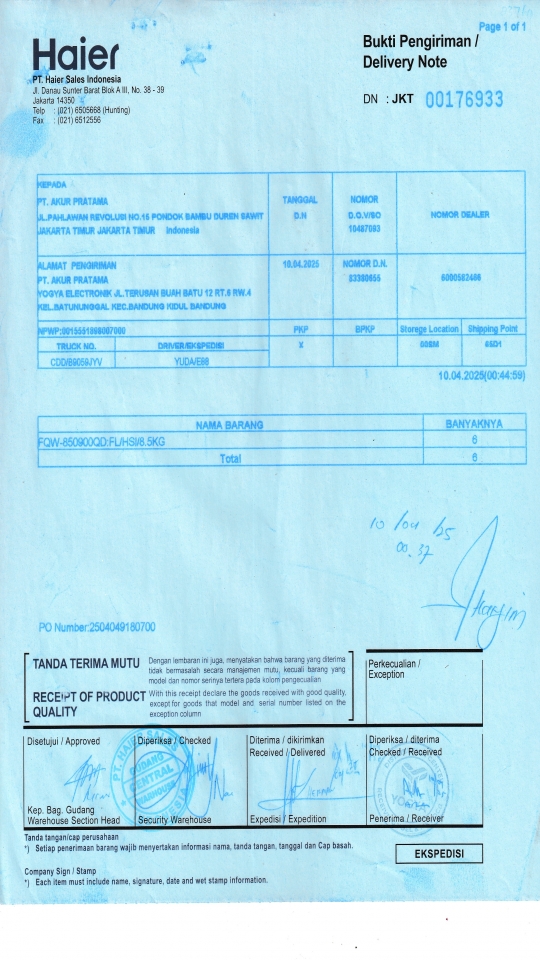 Page 1 of 1
Haier
PT. Haier Sales Indonesia
Jl. Danau Sunter Barat Blok A III, No. 38 - 39
Jakarta 14350
Telp : (021) 6505668 (Hunting)
Fax : (021) 6512556
Bukti Pengiriman /
Delivery Note
DN : JKT 00176933
KEPADA
PT. AKUR PRATAMA
JL.PAHLAWAN REVOLUSI NO.15 PONDOK BAMBU DUREN SAWIT
JAKARTA TIMUR JAKARTA TIMUR Indonesia
TANGGAL
D.N
NOMOR
D.O.V/SO
10487093
NOMOR DEALER
ALAMAT PENGIRIMAN
PT. AKUR PRATAMA
YOGYA ELECTRONIK JL.TERUSAN BUAH BATU 12 RT.6 RW.4
KEL.BATUNUNGGAL KEC.BANDUNG KIDUL BANDUNG
10.04.2025
NOMOR D.N.
83380655
6000582486
NPWP:0015551898007000
PKP
BPKP
Storege Location
Shipping Point
TRUCK NO.
DRIVER/EKSPEDISI
X
CDD/B9059JYV
YUDA/E68
10.04.2025(00:44:59)
NAMA BARANG
BANYAKNYA
FQW-850900QD:FL/HSI/8.5KG
6
Total
6
10/04/25
00.37
PO Number:2504049180700
TANDA TERIMA MUTU
Dengan lembaran ini juga, menyatakan bahwa barang yang diterima
tidak bermasalah secara manajemen mutu, kecuali barang yang
model dan nomor serinya tertera pada kolom pengecualian
RECEIPT OF PRODUCT
QUALITY
With this receipt declare the goods received with good quality,
except for goods that model and serial number listed on the
exception column
Perkecualian /
Exception
Disetujui / Approved
Diperiksa / Checked
Diterima / dikirimkan
Received / Delivered
Diperiksa / diterima
Checked / Received
PT. HAIER SALES
GUDANG
CENTRAL
WAREHOUSE
Kep. Bag. Gudang
Warehouse Section Head
Security Warehouse
Expedisi / Expedition
Penerima / Receiver
Tanda tangan/cap perusahaan
*) Setiap penerimaan barang wajib menyertakan informasi nama, tanda tangan, tanggal dan Cap basah.
EKSPEDISI
Company Sign / Stamp
*) Each item must include name, signature, date and wet stamp information.